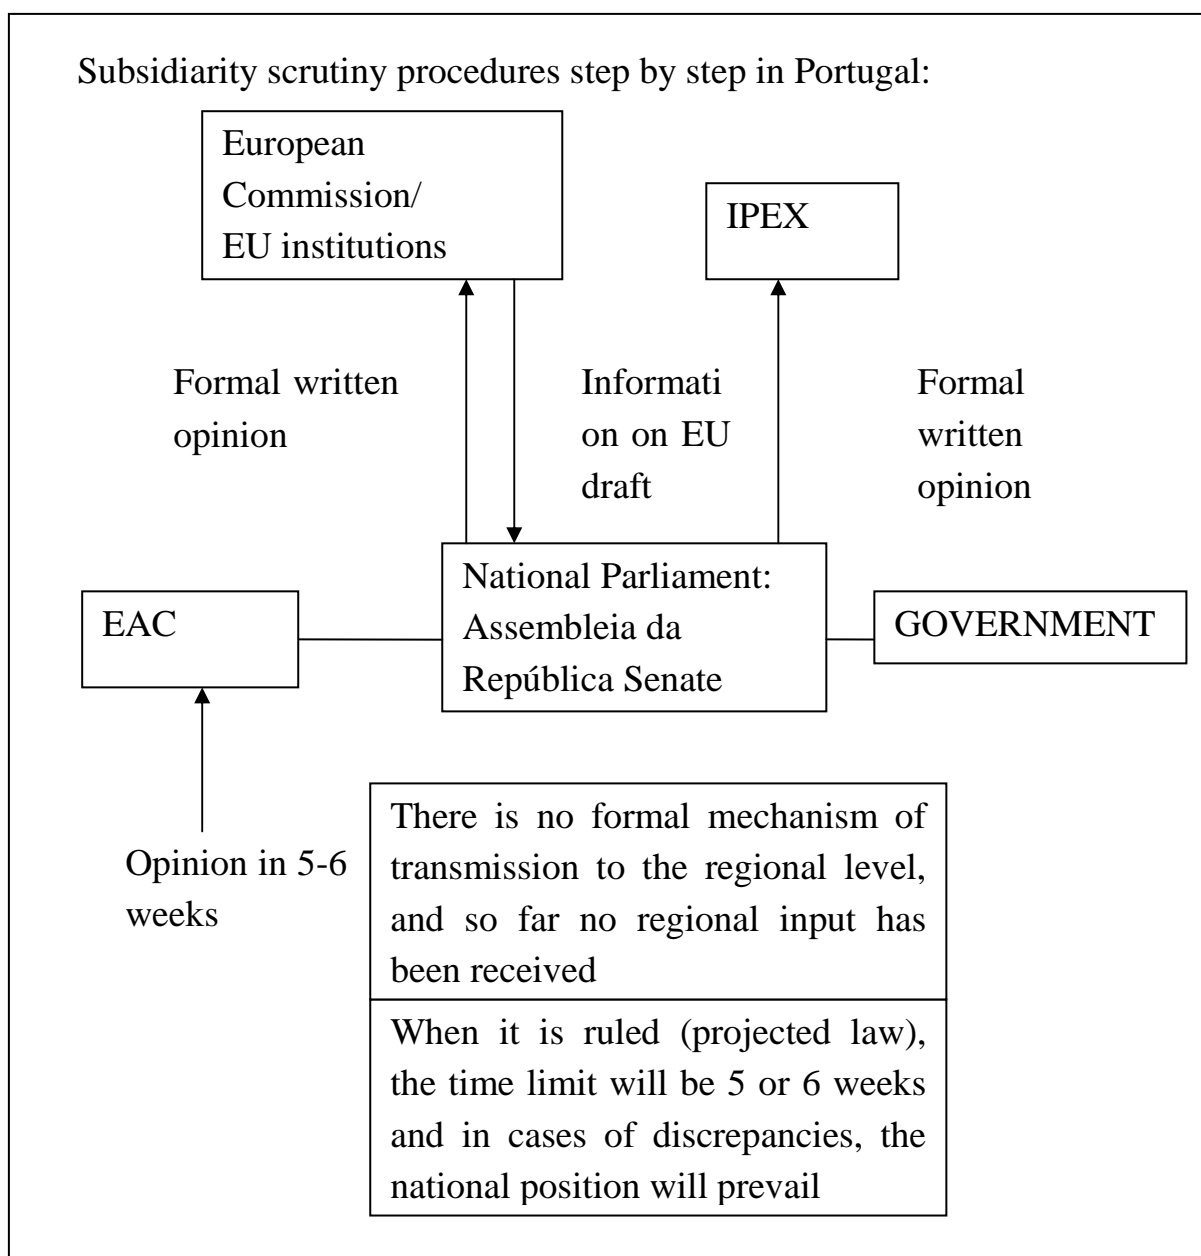 Subsidiarity scrutiny procedures step by step in Portugal:
European
Commission/
EU institutions
IPEX
Formal written
opinion
Informati
on on EU
draft
Formal
written
opinion
National Parliament:
Assembleia da
República Senate
EAC
GOVERNMENT
Opinion in 5-6
weeks
There is no formal mechanism of
transmission to the regional level,
and so far no regional input has
been received
When it is ruled (projected law),
the time limit will be 5 or 6 weeks
and in cases of discrepancies, the
national position will prevail